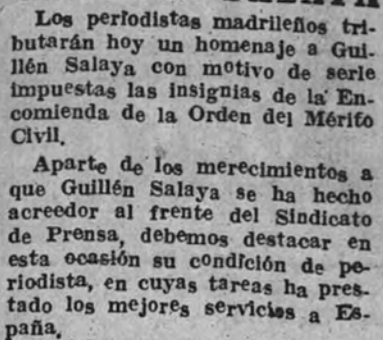 Los periodistas madrileños tri-
butarán hoy un homenaje a Gui-
llén Salaya con motivo de serle
impuestas las insignias de la En-
comienda de la Orden del Mérito
Civil.
Aparte de los merecimientos a
que Guillén Salaya se ha hecho
acreedor al frente del Sindicato
de Prensa, debemos destacar en
esta ocasión su condición de pe-
riodista, en cuyas tareas ha pres-
tado los mejores servicios a Es-
paña.